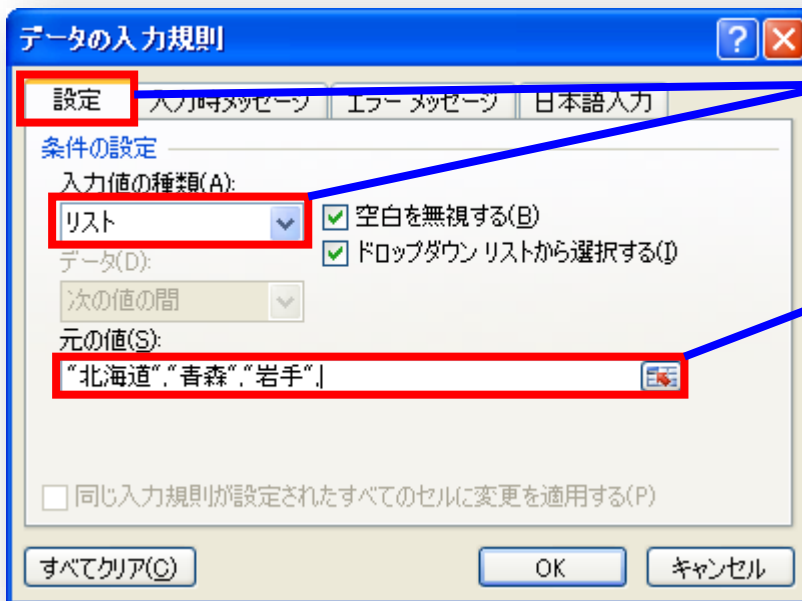 データの入力規則
設定 入力時メッセージ エラー メッセージ 日本語入力
条件の設定
入力値の種類(A):
リスト 空白を無視する(B)
データ(D): ドロップダウン リストから選択する(I)
次の値の間
元の値(S):
"北海道","青森","岩手",
同じ入力規則が設定されたすべてのセルに変更を適用する(P)
すべてクリア(C) OK キャンセル